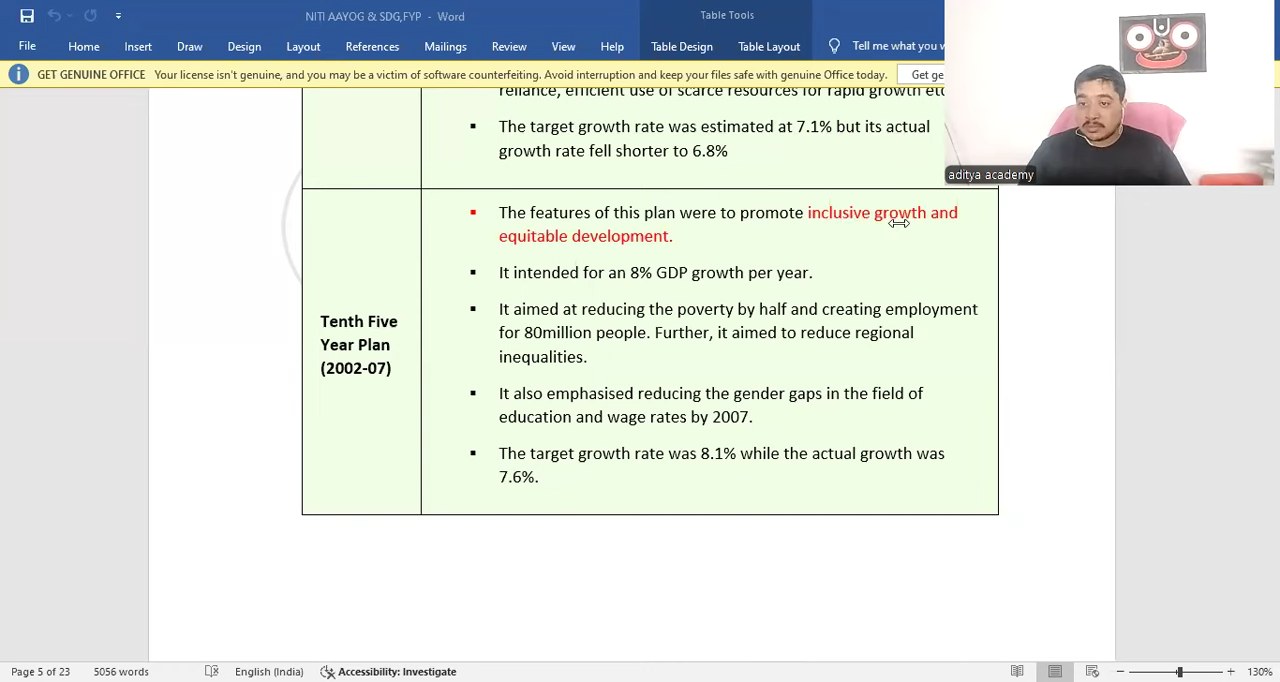 NITI AAYOG & SDG,FYP - Word
Table Tools
File Home Insert Draw Design Layout References Mailings Review View Help Table Design Table Layout Tell me what you w
GET GENUINE OFFICE Your license isn't genuine, and you may be a victim of software counterfeiting. Avoid interruption and keep your files safe with genuine Office today. Get ge
reliance, efficient use of scarce resources for rapid growth etc
▪ The target growth rate was estimated at 7.1% but its actual
growth rate fell shorter to 6.8%
aditya academy
Tenth Five
Year Plan
(2002-07)
▪ The features of this plan were to promote inclusive growth and
equitable development.
▪ It intended for an 8% GDP growth per year.
▪ It aimed at reducing the poverty by half and creating employment
for 80million people. Further, it aimed to reduce regional
inequalities.
▪ It also emphasised reducing the gender gaps in the field of
education and wage rates by 2007.
▪ The target growth rate was 8.1% while the actual growth was
7.6%.
Page 5 of 23 5056 words English (India) Accessibility: Investigate 130%